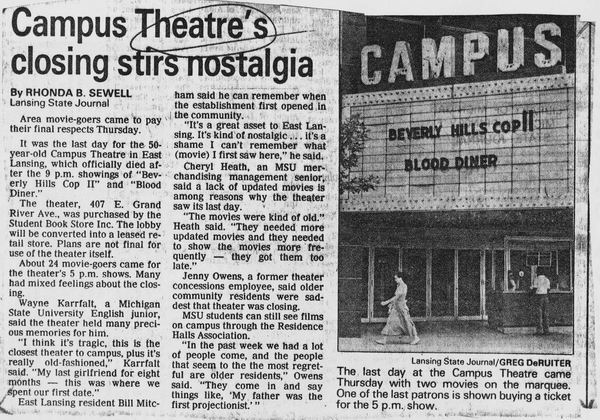 Campus Theatre's
closing stirs nostalgia
By RHONDA B. SEWELL
Lansing State Journal
Area movie-goers came to pay
their final respects Thursday.
It was the last day for the 50-
year-old Campus Theatre in East
Lansing, which officially died af-
ter the 9 p.m. showings of "Bev-
erly Hills Cop II" and "Blood
Diner."
The theater, 407 E. Grand
River Ave., was purchased by the
Student Book Store Inc. The lobby
will be converted into a leased re-
tail store. Plans are not final for
use of the theater itself.
About 24 movie-goers came for
the theater's 5 p.m. shows. Many
had mixed feelings about the clos-
ing.
Wayne Karrfalt, a Michigan
State University English junior,
said the theater held many preci-
ous memories for him.
"I think it's tragic, this is the
closest theater to campus, plus it's
really old-fashioned," Karrfalt
said. "My last girlfriend for eight
months — this was where we
spent our first date."
East Lansing resident Bill Mitc-
ham said he can remember when
the establishment first opened in
the community.
"It's a great asset to East Lan-
sing. It's kind of nostalgic . . . it's a
shame I can't remember what
(movie) I first saw here," he said.
Cheryl Heath, an MSU mer-
chandising management senior,
said a lack of updated movies is
among reasons why the theater
saw its last day.
"The movies were kind of old."
Heath said. "They needed more
updated movies and they needed
to show the movies more fre-
quently — they got them too
late."
Jenny Owens, a former theater
concessions employee, said older
community residents were sad-
dest that theater was closing.
MSU students can still see films
on campus through the Residence
Halls Association.
"In the past week we had a lot
of people come, and the people
that seem to the the most regret-
ful are older residents," Owens
said. "They come in and say
things like, 'My father was the
first projectionist.' "
CAMPUS
BEVERLY HILLS COP II
BLOOD DINER
Lansing State Journal/GREG DeRUITER
The last day at the Campus Theatre came
Thursday with two movies on the marquee.
One of the last patrons is shown buying a ticket
for the 5 p.m. show.